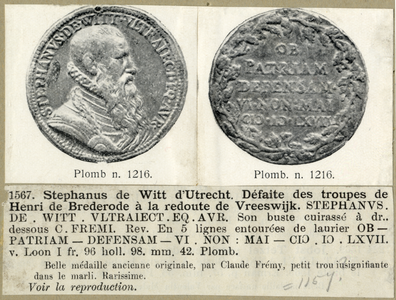 STEPHANVS DE WITT VLTRAIECT EQ AVR
OB
PATRIAM
DEFENSAM
VI · NON · MAI
CIↃ · IↃ · LXVII
Plomb n. 1216.
Plomb n. 1216.
1567. Stephanus de Witt d'Utrecht. Défaite des troupes de
Henri de Brederode à la redoute de Vreeswijk. STEPHANVS.
DE . WITT . VLTRAIECT . EQ . AVR. Son buste cuirassé à dr..
dessous C. FREMI. Rev. En 5 lignes entourées de laurier OB —
PATRIAM — DEFENSAM — VI . NON : MAI — CIↃ . IↃ . LXVII.
v. Loon I fr. 96 holl. 98. mm. 42. Plomb.
Belle médaille ancienne originale, par Claude Frémy, petit trou insignifiante
dans le marli. Rarissime.
Voir la reproduction.